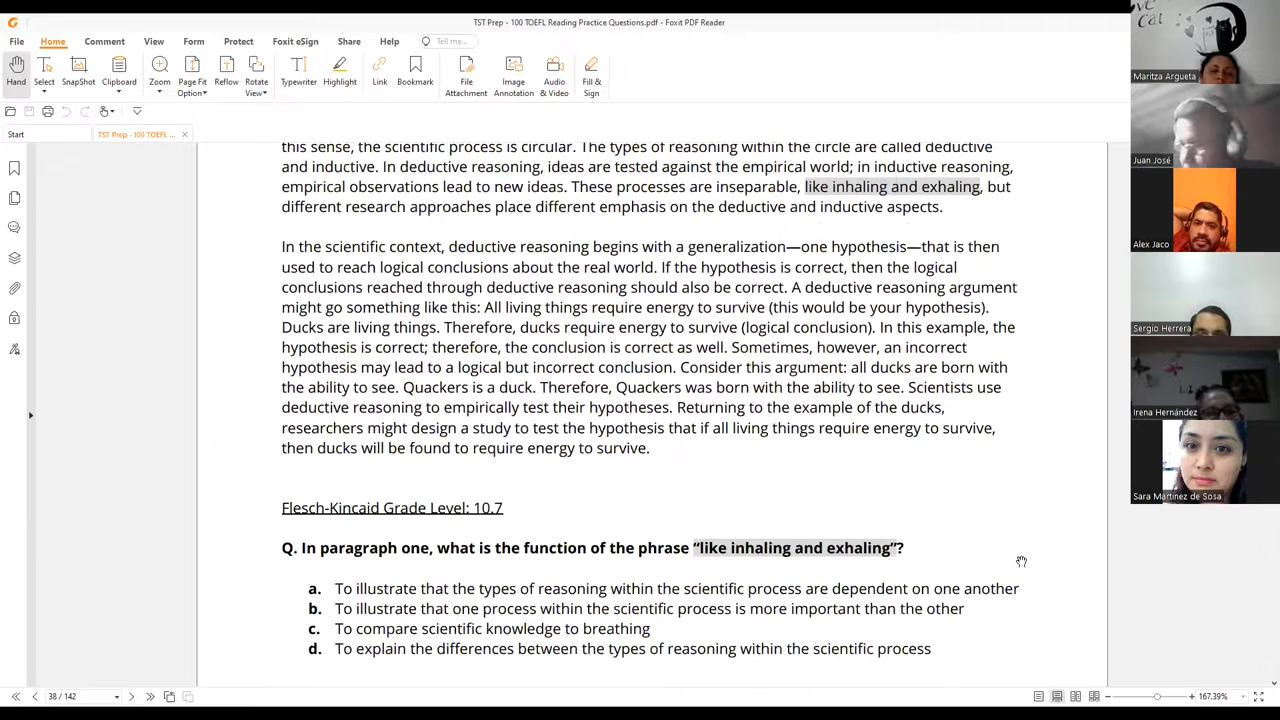 TST Prep - 100 TOEFL Reading Practice Questions.pdf - Foxit PDF Reader
File Home Comment View Form Protect Foxit eSign Share Help Tell me...
Hand Select SnapShot Clipboard Zoom Page Fit Option Reflow Rotate View Typewriter Highlight Link Bookmark File Attachment Image Annotation Audio & Video Fill & Sign
Start TST Prep - 100 TOEFL ...
this sense, the scientific process is circular. The types of reasoning within the circle are called deductive
and inductive. In deductive reasoning, ideas are tested against the empirical world; in inductive reasoning,
empirical observations lead to new ideas. These processes are inseparable, like inhaling and exhaling, but
different research approaches place different emphasis on the deductive and inductive aspects.
In the scientific context, deductive reasoning begins with a generalization—one hypothesis—that is then
used to reach logical conclusions about the real world. If the hypothesis is correct, then the logical
conclusions reached through deductive reasoning should also be correct. A deductive reasoning argument
might go something like this: All living things require energy to survive (this would be your hypothesis).
Ducks are living things. Therefore, ducks require energy to survive (logical conclusion). In this example, the
hypothesis is correct; therefore, the conclusion is correct as well. Sometimes, however, an incorrect
hypothesis may lead to a logical but incorrect conclusion. Consider this argument: all ducks are born with
the ability to see. Quackers is a duck. Therefore, Quackers was born with the ability to see. Scientists use
deductive reasoning to empirically test their hypotheses. Returning to the example of the ducks,
researchers might design a study to test the hypothesis that if all living things require energy to survive,
then ducks will be found to require energy to survive.
Flesch-Kincaid Grade Level: 10.7
Q. In paragraph one, what is the function of the phrase “like inhaling and exhaling”?
a. To illustrate that the types of reasoning within the scientific process are dependent on one another
b. To illustrate that one process within the scientific process is more important than the other
c. To compare scientific knowledge to breathing
d. To explain the differences between the types of reasoning within the scientific process
38 / 142
167.39%
Cat
Maritza Argueta
Juan José
Alex Jaco
Sergio Herrera
Irena Hernández
Sara Martinez de Sosa